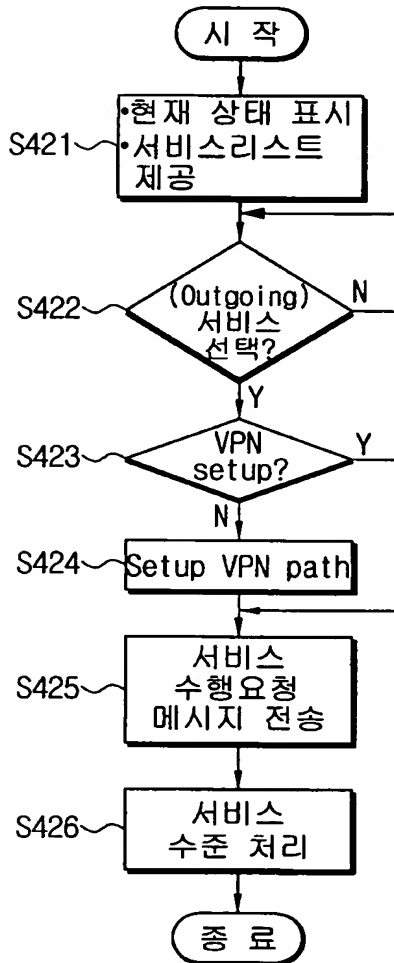 시 작
S421
•현재 상태 표시
•서비스리스트
제공
S422
(Outgoing)
서비스
선택?
N
Y
S423
VPN
setup?
Y
N
S424
Setup VPN path
S425
서비스
수행요청
메시지 전송
S426
서비스
수준 처리
종 료